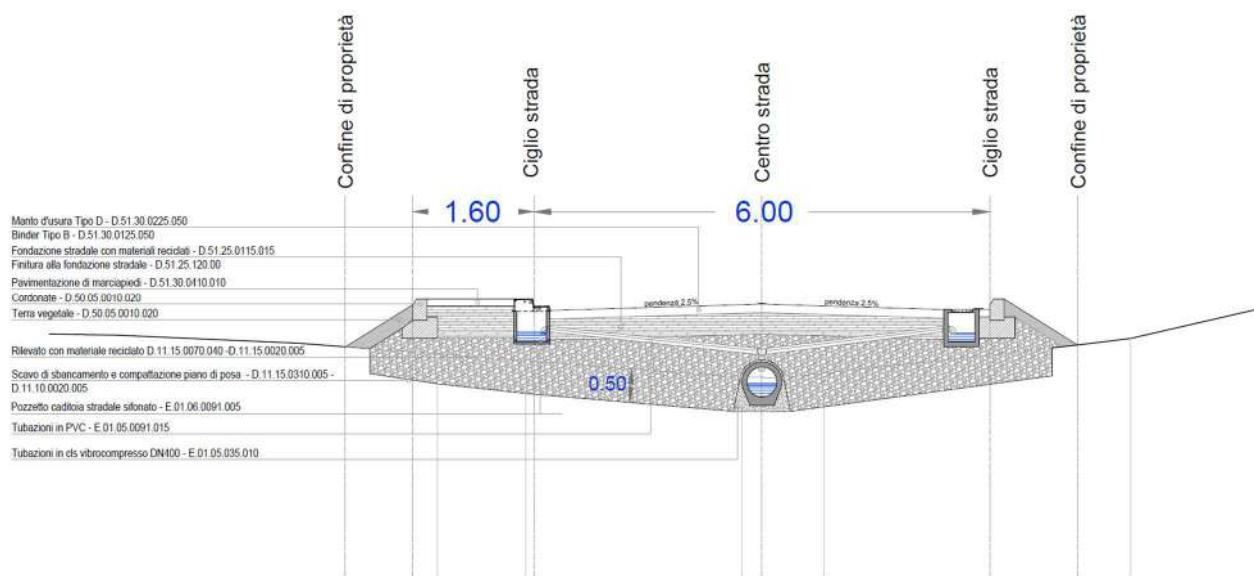 Confine di proprietà
Ciglio strada
Centro strada
Ciglio strada
Confine di proprietà
1.60
6.00
Manto d'usura Tipo D - D.51.30.0225.050
Binder Tipo B - D.51.30.0125.050
Fondazione stradale con materiali reciclati - D.51.25.0115.015
Finitura alla fondazione stradale - D.51.25.120.00
Pavimentazione di marciapiedi - D.51.30.0410.010
Cordonate - D.50.05.0010.020
Terra vegetale - D.50.05.0010.020
pendenza 2.5%
pendenza 2.5%
Rilevato con materiale reciclato D.11.15.0070.040 -D.11.15.0020.005
Scavo di sbancamento e compattazione piano di posa - D.11.15.0310.005 -
D.11.10.0020.005
0.50
Pozzetto caditoia stradale sifonato - E.01.06.0091.005
Tubazioni in PVC - E.01.05.0091.015
Tubazioni in cls vibrocompresso DN400 - E.01.05.035.010